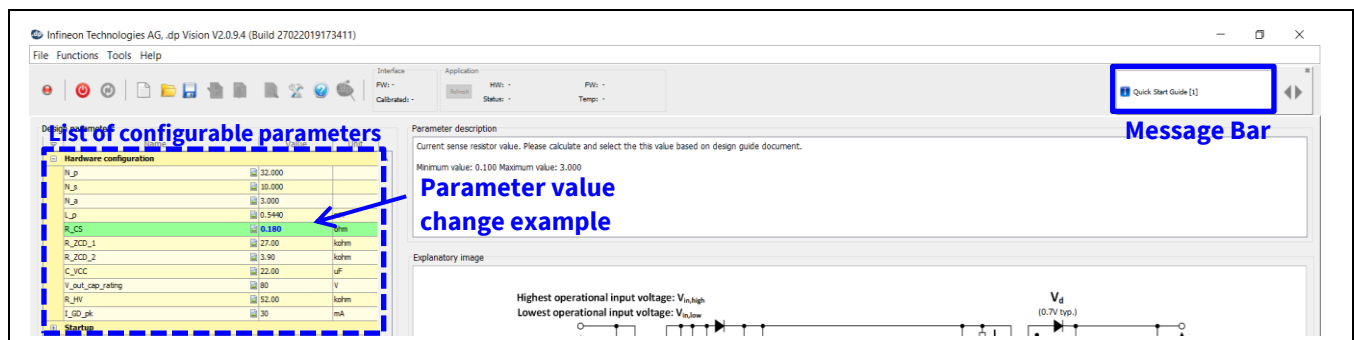 Infineon Technologies AG, .dp Vision V2.0.9.4 (Build 27022019173411)
File Functions Tools Help
Interface
FW: -
Calibrated: -
Application
Refresh
HW: -
FW: -
Status: -
Temp: -
Quick Start Guide [1]
Message Bar
Design parameters
List of configurable parameters
Name Value Unit
Hardware configuration
N_p 32.000
N_s 10.000
N_a 3.000
L_p 0.5440
R_CS 0.180 ohm
R_ZCD_1 27.00 kohm
R_ZCD_2 3.90 kohm
C_VCC 22.00 uF
V_out_cap_rating 80 V
R_HV 52.00 kohm
I_GD_pk 30 mA
Startup
Parameter description
Current sense resistor value. Please calculate and select the this value based on design guide document.
Minimum value: 0.100 Maximum value: 3.000
Parameter value
change example
Explanatory image
Highest operational input voltage: Vin,high
Lowest operational input voltage: Vin,low
Vd
(0.7V typ.)